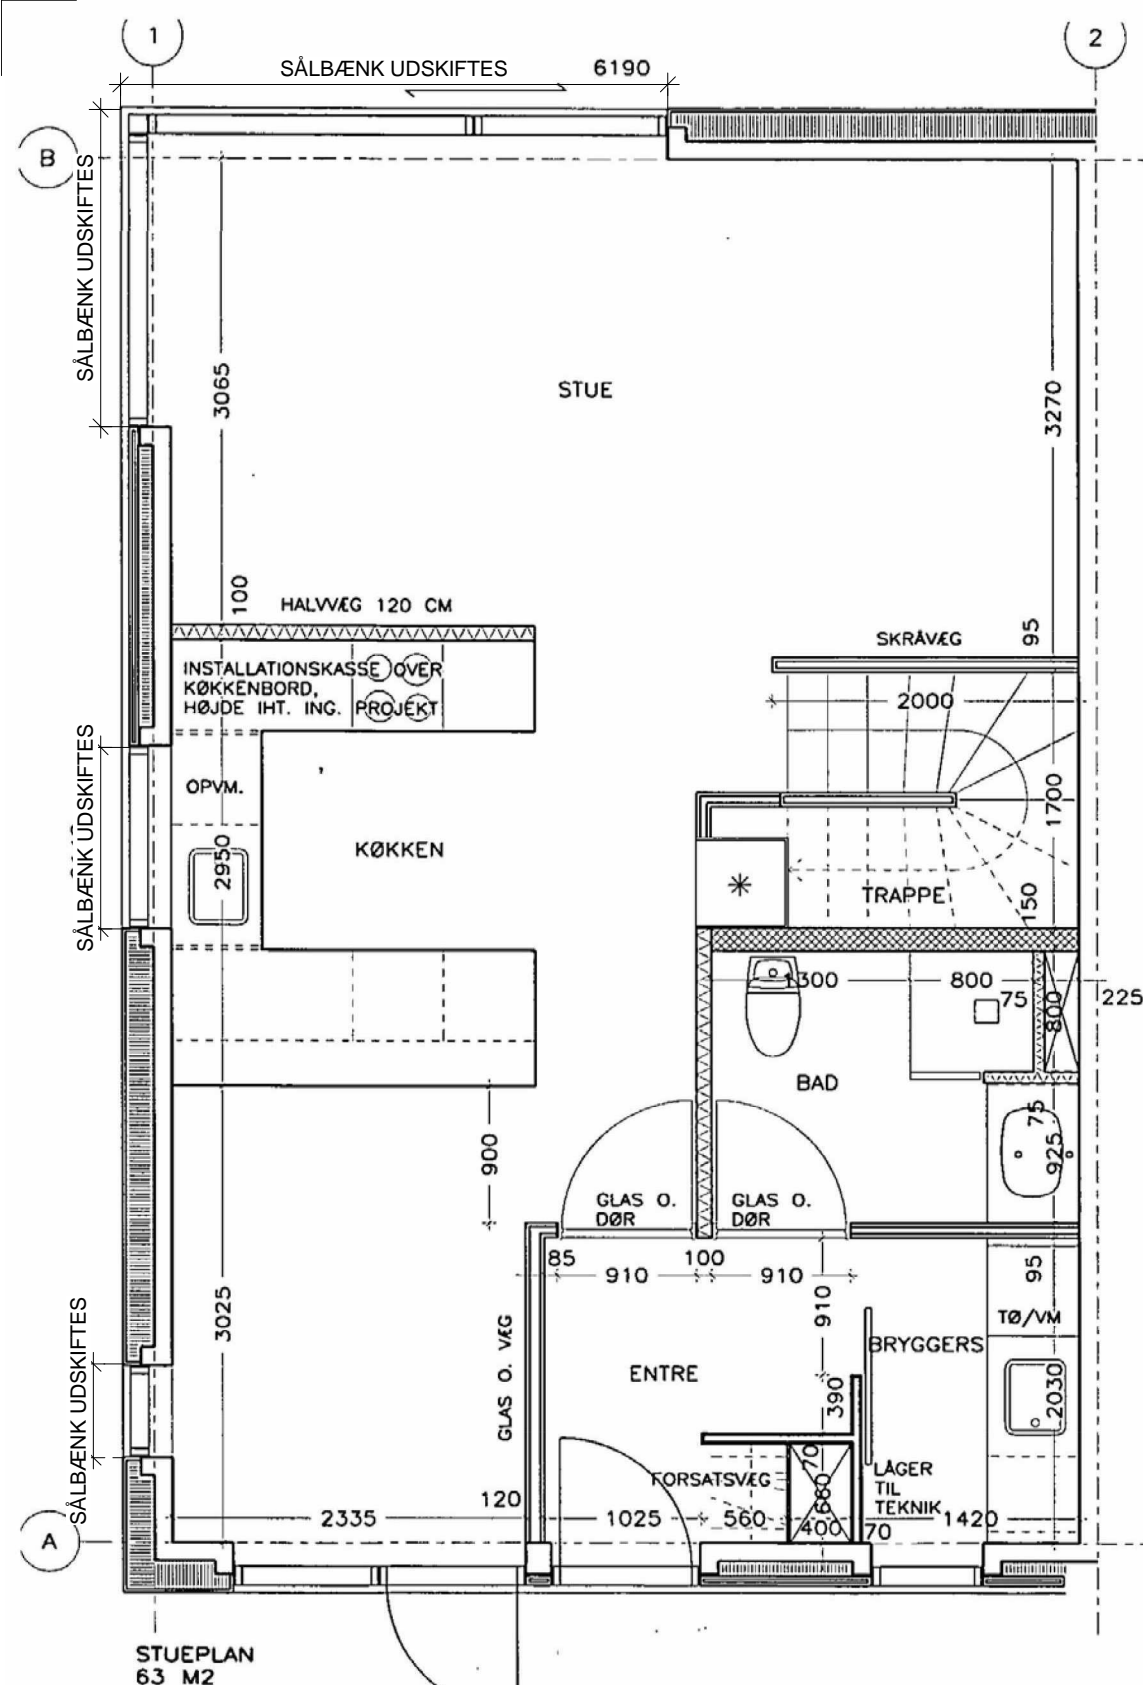 1
2
SÅLBÆNK UDSKIFTES
6190
B
SÅLBÆNK UDSKIFTES
3065
STUE
3270
100
HALVVÆG 120 CM
95
SKRÅVÆG
INSTALLATIONSKASSE OVER
KØKKENBORD,
HØJDE IHT. ING. PROJEKT
2000
SÅLBÆNK UDSKIFTES
OPVM.
1700
2950
KØKKEN
TRAPPE
150
1300
800
75
800
225
BAD
75
925
900
GLAS O.
DØR
GLAS O.
DØR
85
910
100
910
95
3025
910
TØ/VM
SÅLBÆNK UDSKIFTES
GLAS O. VÆG
BRYGGERS
ENTRE
390
2030
70
FORSATSVÆG
680
LÅGER
TIL
TEKNIK
120
2335
1025
560
400
70
1420
A
STUEPLAN
63 M2